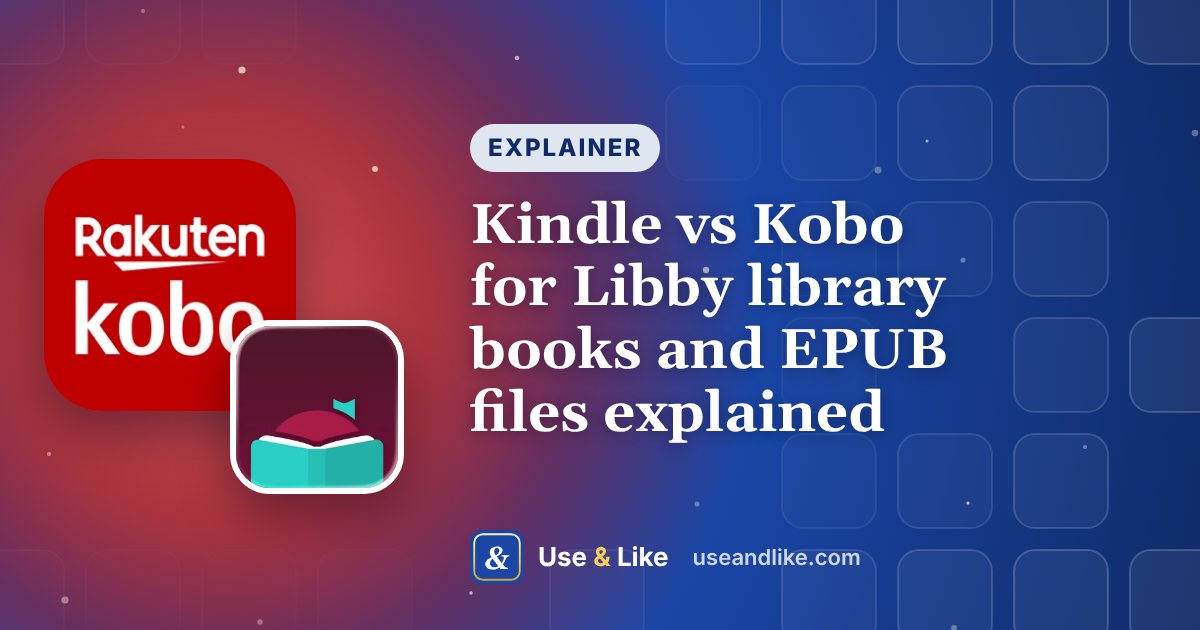 Rakuten
kobo
EXPLAINER
Kindle vs Kobo
for Libby library
books and EPUB
files explained
& Use & Like useandlike.com